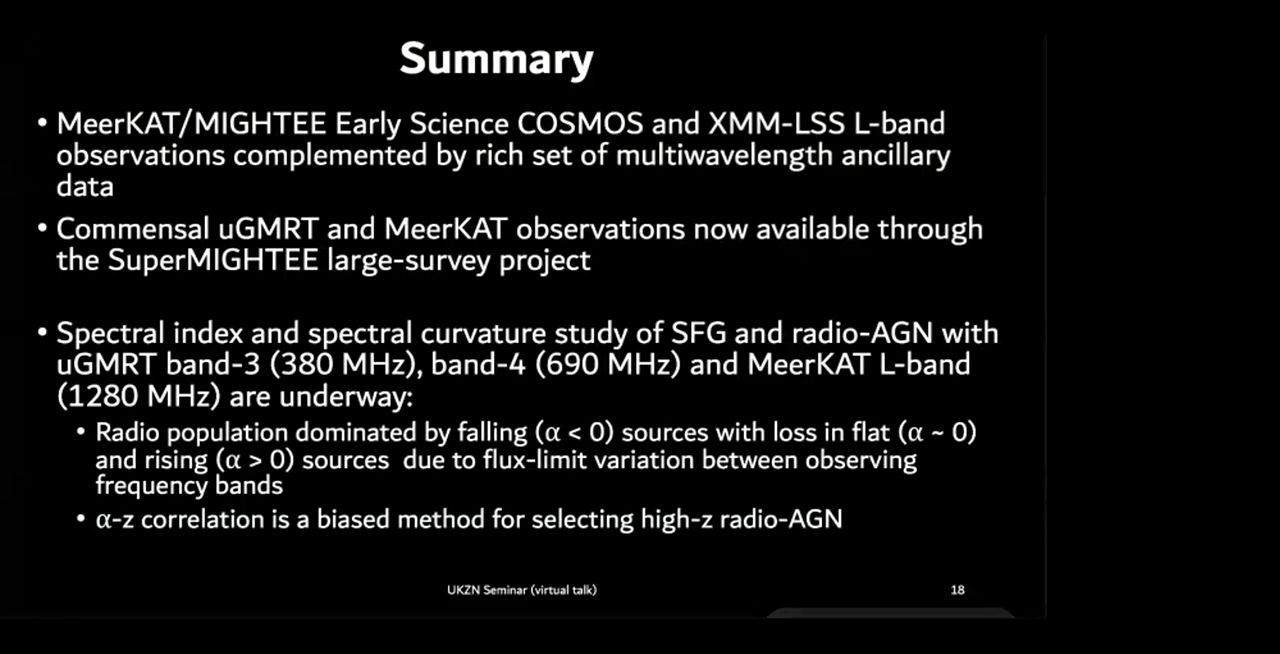 Summary
• MeerKAT/MIGHTEE Early Science COSMOS and XMM-LSS L-band
observations complemented by rich set of multiwavelength ancillary
data
• Commensal uGMRT and MeerKAT observations now available through
the SuperMIGHTEE large-survey project
• Spectral index and spectral curvature study of SFG and radio-AGN with
uGMRT band-3 (380 MHz), band-4 (690 MHz) and MeerKAT L-band
(1280 MHz) are underway:
• Radio population dominated by falling (α < 0) sources with loss in flat (α ~ 0)
and rising (α > 0) sources due to flux-limit variation between observing
frequency bands
• α-z correlation is a biased method for selecting high-z radio-AGN
UKZN Seminar (virtual talk)
18